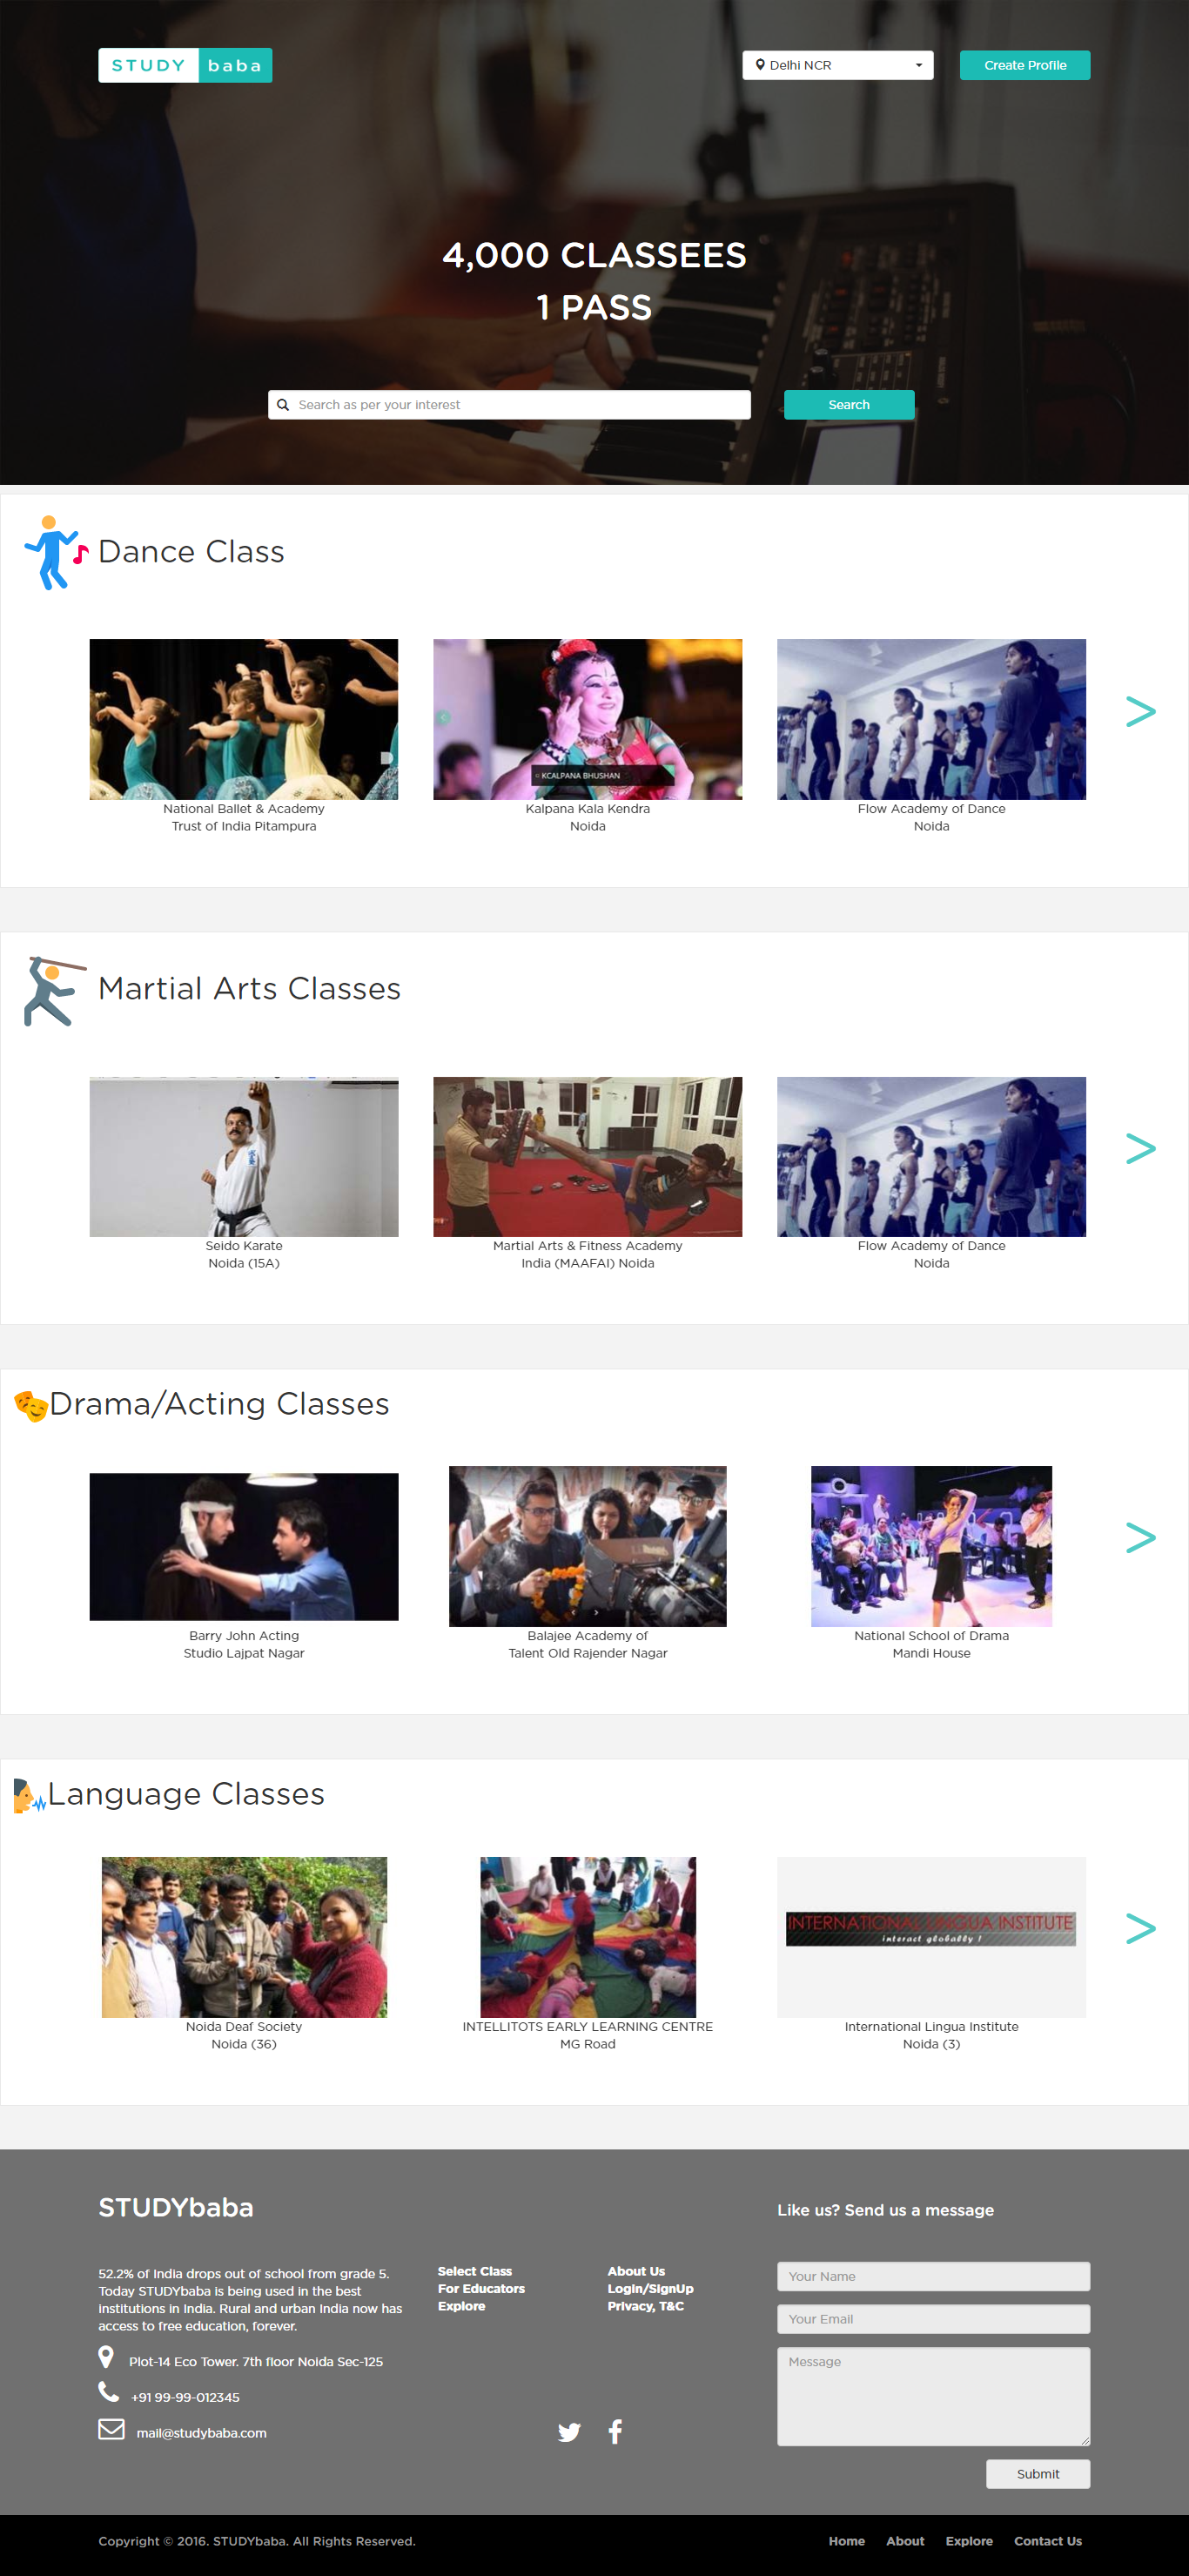 STUDY baba
Delhi NCR
Create Profile
4,000 CLASSEES
1 PASS
Search as per your interest
Search
Dance Class
© KCALPANA BHUSHAN
National Ballet & Academy
Trust of India Pitampura
Kalpana Kala Kendra
Noida
Flow Academy of Dance
Noida
>
Martial Arts Classes
Seido Karate
Noida (15A)
Martial Arts & Fitness Academy
India (MAAFAI) Noida
Flow Academy of Dance
Noida
>
Drama/Acting Classes
Barry John Acting
Studio Lajpat Nagar
Balajee Academy of
Talent Old Rajender Nagar
National School of Drama
Mandi House
>
Language Classes
INTERNATIONAL LINGUA INSTITUTE
interact globally !
Noida Deaf Society
Noida (36)
INTELLITOTS EARLY LEARNING CENTRE
MG Road
International Lingua Institute
Noida (3)
>
STUDYbaba
52.2% of India drops out of school from grade 5.
Today STUDYbaba is being used in the best
institutions in India. Rural and urban India now has
access to free education, forever.
Plot-14 Eco Tower. 7th floor Noida Sec-125
+91 99-99-012345
mail@studybaba.com
Select Class
For Educators
Explore
About Us
Login/SignUp
Privacy, T&C
Like us? Send us a message
Your Name
Your Email
Message
Submit
Copyright © 2016. STUDYbaba. All Rights Reserved.
Home About Explore Contact Us